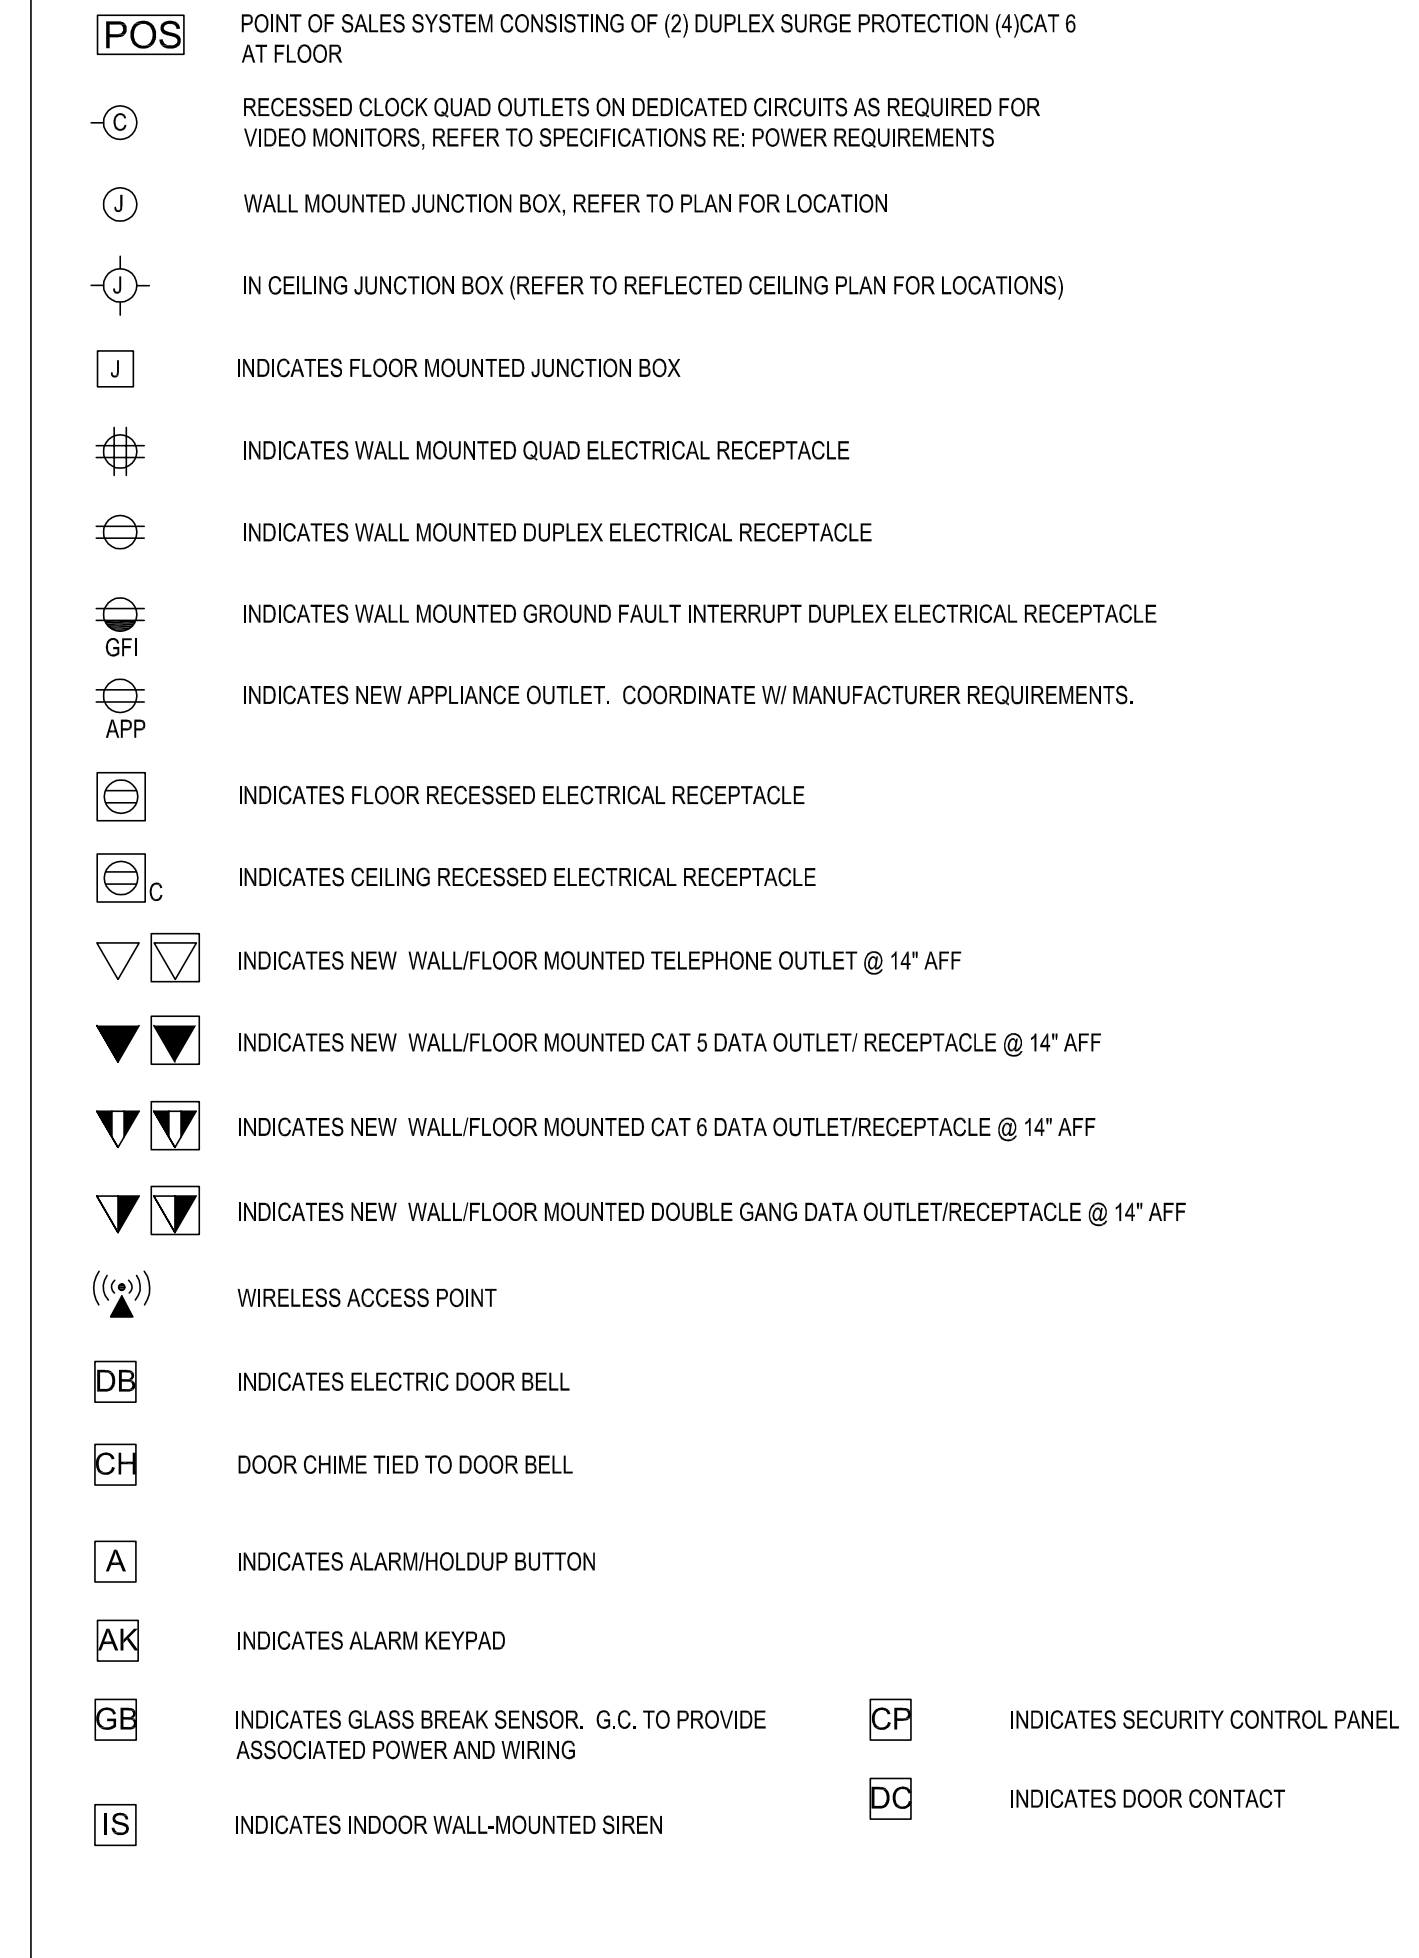 POS POINT OF SALES SYSTEM CONSISTING OF (2) DUPLEX SURGE PROTECTION (4)CAT 6
AT FLOOR
C RECESSED CLOCK QUAD OUTLETS ON DEDICATED CIRCUITS AS REQUIRED FOR
VIDEO MONITORS, REFER TO SPECIFICATIONS RE: POWER REQUIREMENTS
J WALL MOUNTED JUNCTION BOX, REFER TO PLAN FOR LOCATION
J IN CEILING JUNCTION BOX (REFER TO REFLECTED CEILING PLAN FOR LOCATIONS)
J INDICATES FLOOR MOUNTED JUNCTION BOX
INDICATES WALL MOUNTED QUAD ELECTRICAL RECEPTACLE
INDICATES WALL MOUNTED DUPLEX ELECTRICAL RECEPTACLE
INDICATES WALL MOUNTED GROUND FAULT INTERRUPT DUPLEX ELECTRICAL RECEPTACLE
GFI
INDICATES NEW APPLIANCE OUTLET. COORDINATE W/ MANUFACTURER REQUIREMENTS.
APP
INDICATES FLOOR RECESSED ELECTRICAL RECEPTACLE
C INDICATES CEILING RECESSED ELECTRICAL RECEPTACLE
INDICATES NEW WALL/FLOOR MOUNTED TELEPHONE OUTLET @ 14" AFF
INDICATES NEW WALL/FLOOR MOUNTED CAT 5 DATA OUTLET/ RECEPTACLE @ 14" AFF
INDICATES NEW WALL/FLOOR MOUNTED CAT 6 DATA OUTLET/RECEPTACLE @ 14" AFF
INDICATES NEW WALL/FLOOR MOUNTED DOUBLE GANG DATA OUTLET/RECEPTACLE @ 14" AFF
WIRELESS ACCESS POINT
DB INDICATES ELECTRIC DOOR BELL
CH DOOR CHIME TIED TO DOOR BELL
A INDICATES ALARM/HOLDUP BUTTON
AK INDICATES ALARM KEYPAD
GB INDICATES GLASS BREAK SENSOR. G.C. TO PROVIDE
ASSOCIATED POWER AND WIRING
IS INDICATES INDOOR WALL-MOUNTED SIREN
CP INDICATES SECURITY CONTROL PANEL
DC INDICATES DOOR CONTACT